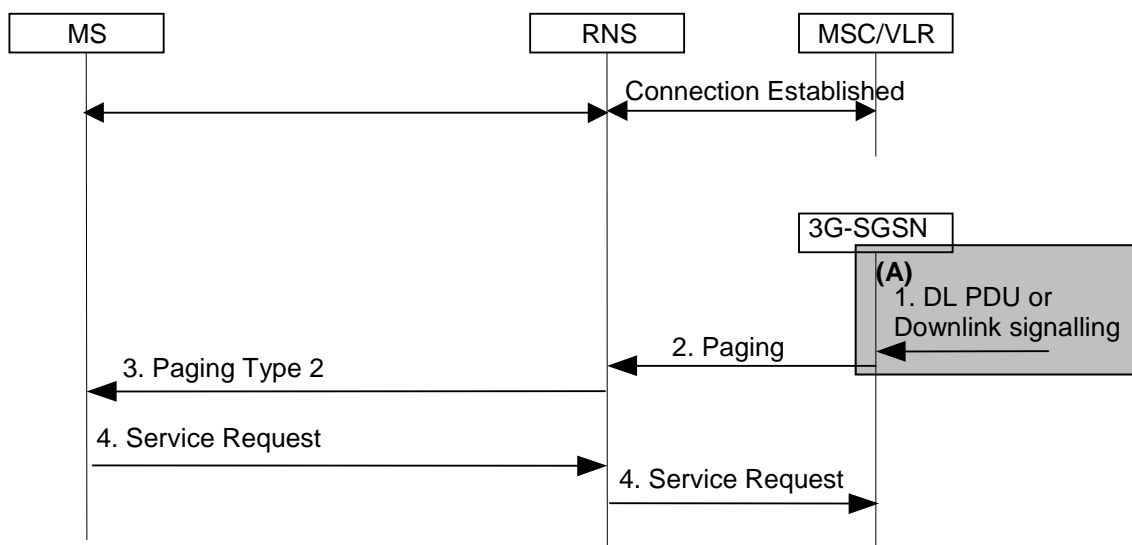 MS
RNS
MSC/VLR
Connection Established
3G-SGSN
(A)
1. DL PDU or
Downlink signalling
2. Paging
3. Paging Type 2
4. Service Request
4. Service Request